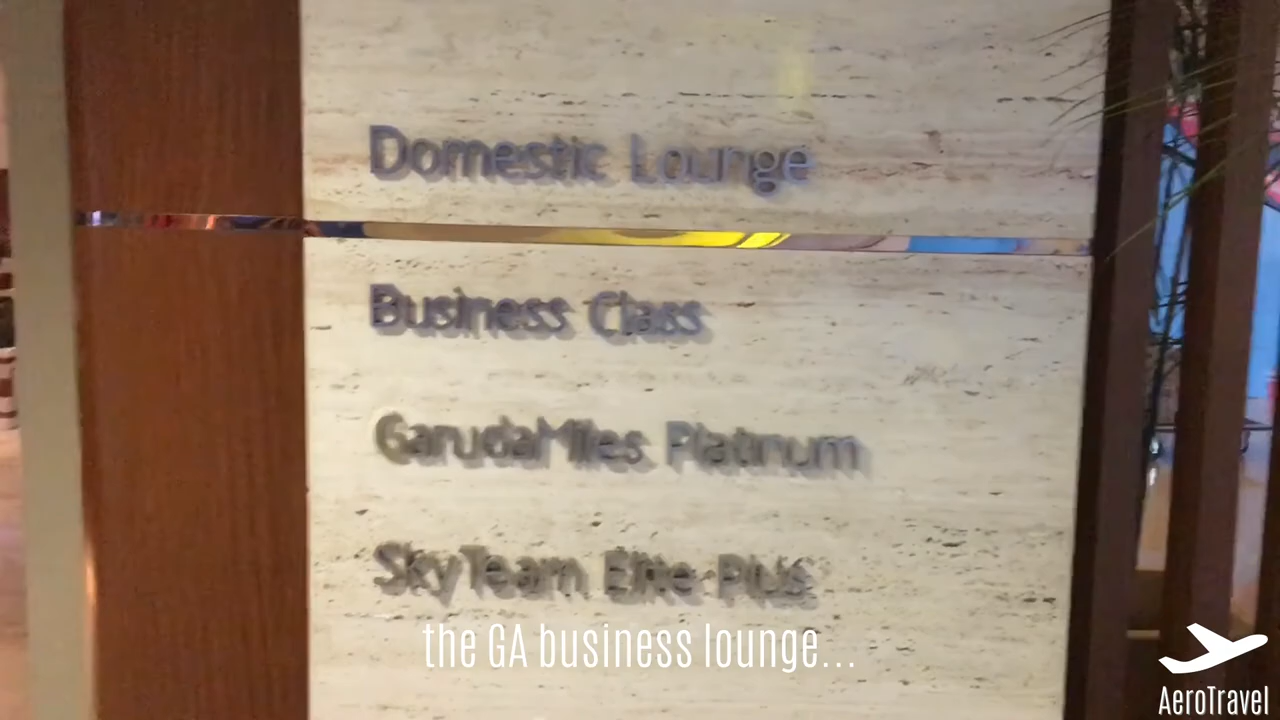 Domestic Lounge
Business Class
GarudaMiles Platinum
SkyTeam Elite Plus
the GA business lounge...
AeroTravel